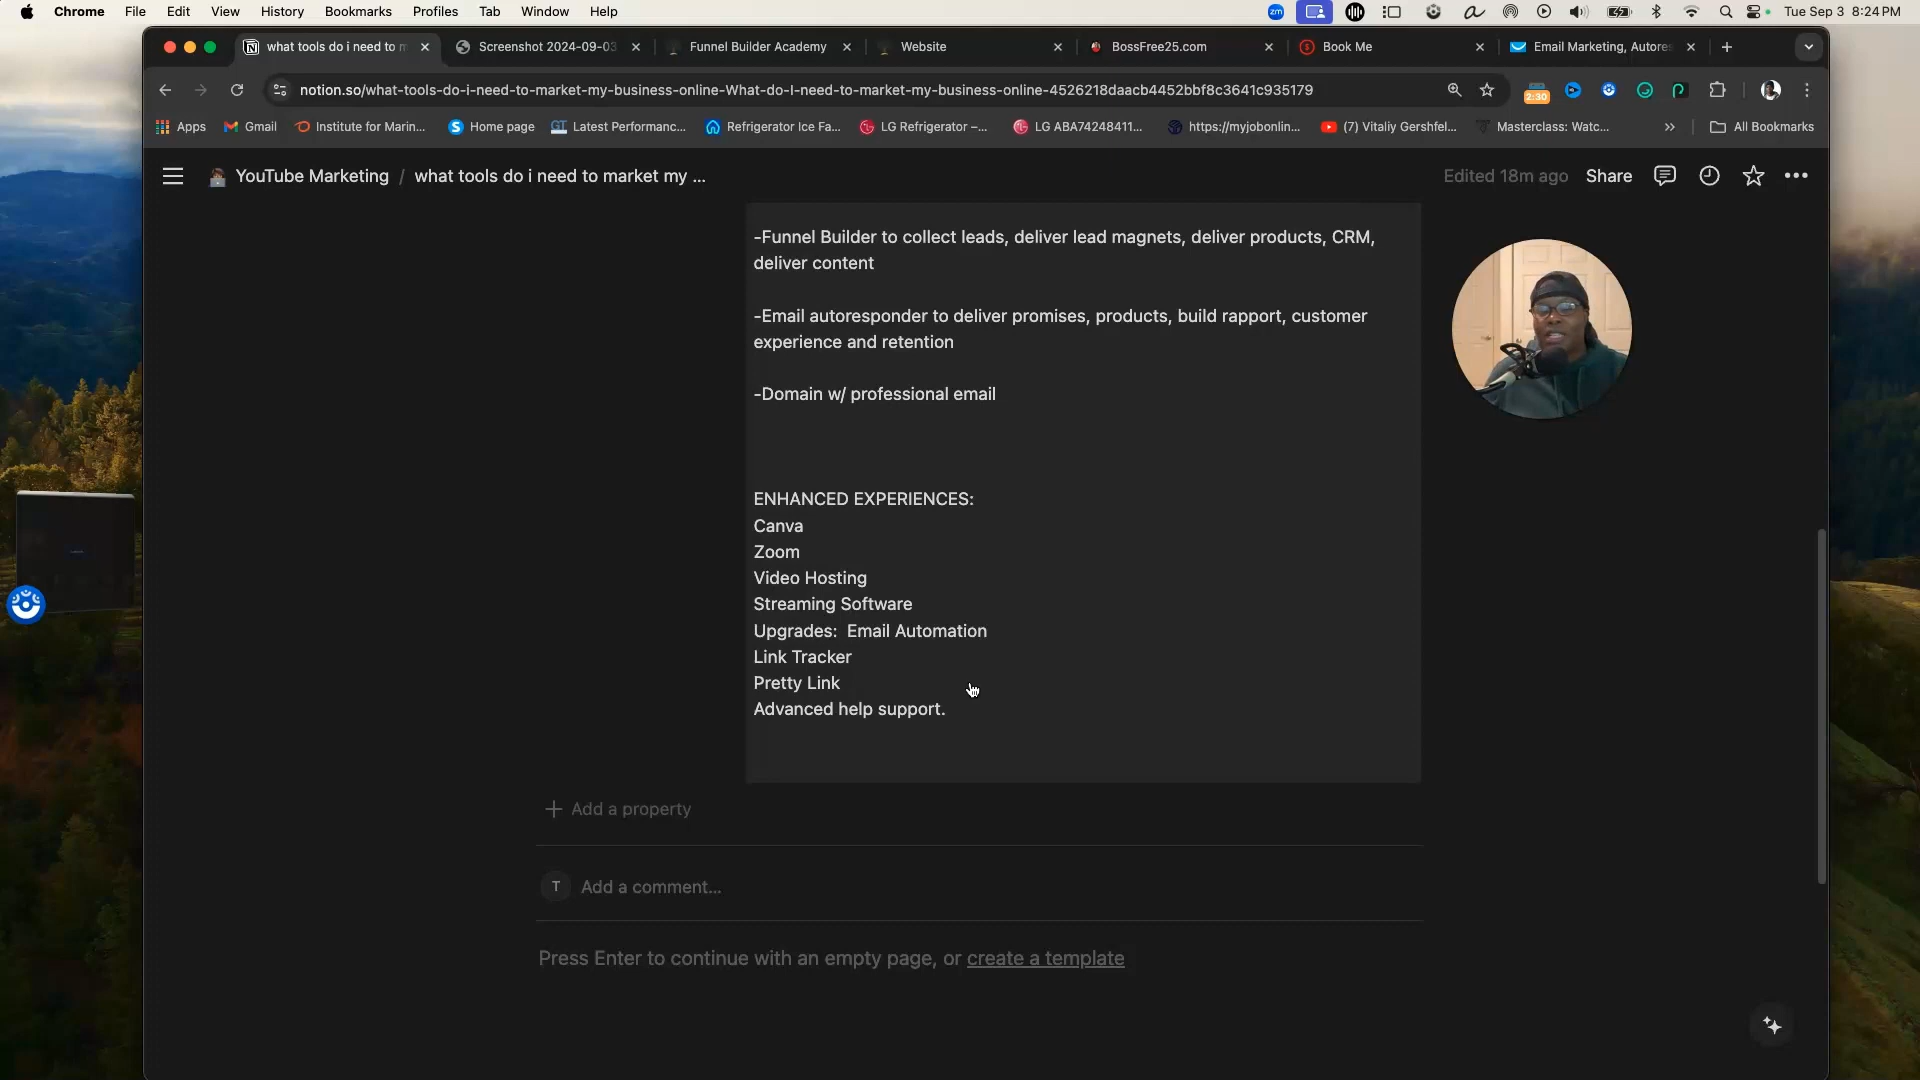 Chrome File Edit View History Bookmarks Profiles Tab Window Help zm Tue Sep 3 8:24 PM
what tools do i need to m Screenshot 2024-09-03 Funnel Builder Academy Website BossFree25.com Book Me Email Marketing, Autores
notion.so/what-tools-do-i-need-to-market-my-business-online-What-do-I-need-to-market-my-business-online-4526218daacb4452bbf8c3641c935179 2:30
Apps Gmail Institute for Marin... Home page Latest Performanc... Refrigerator Ice Fa... LG Refrigerator –... LG ABA74248411... https://myjobonlin... (7) Vitaliy Gershfel... Masterclass: Watc... All Bookmarks
YouTube Marketing / what tools do i need to market my ... Edited 18m ago Share
-Funnel Builder to collect leads, deliver lead magnets, deliver products, CRM,
deliver content
-Email autoresponder to deliver promises, products, build rapport, customer
experience and retention
-Domain w/ professional email
ENHANCED EXPERIENCES:
Canva
Zoom
Video Hosting
Streaming Software
Upgrades: Email Automation
Link Tracker
Pretty Link
Advanced help support.
Add a property
T Add a comment...
Press Enter to continue with an empty page, or create a template